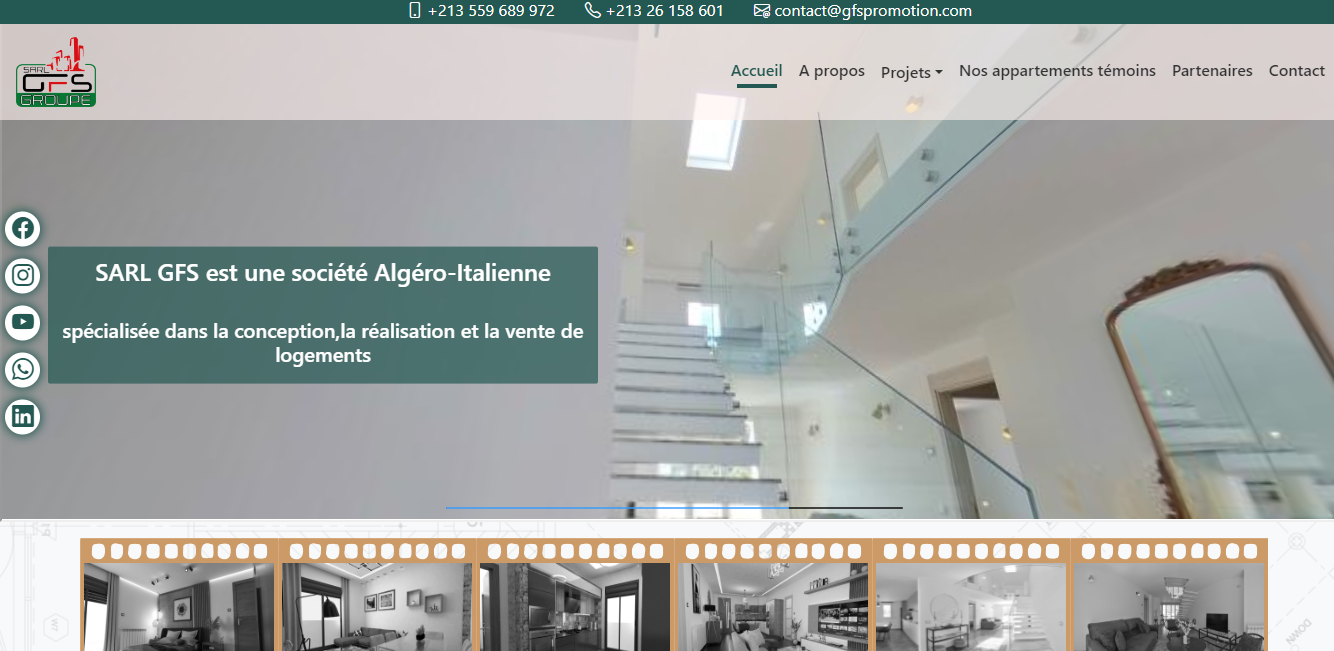 +213 559 689 972 +213 26 158 601 contact@gfspromotion.com
SARL
GFS
GROUPE
Accueil A propos Projets Nos appartements témoins Partenaires Contact
SARL GFS est une société Algéro-Italienne
spécialisée dans la conception,la réalisation et la vente de
logements
DOWN